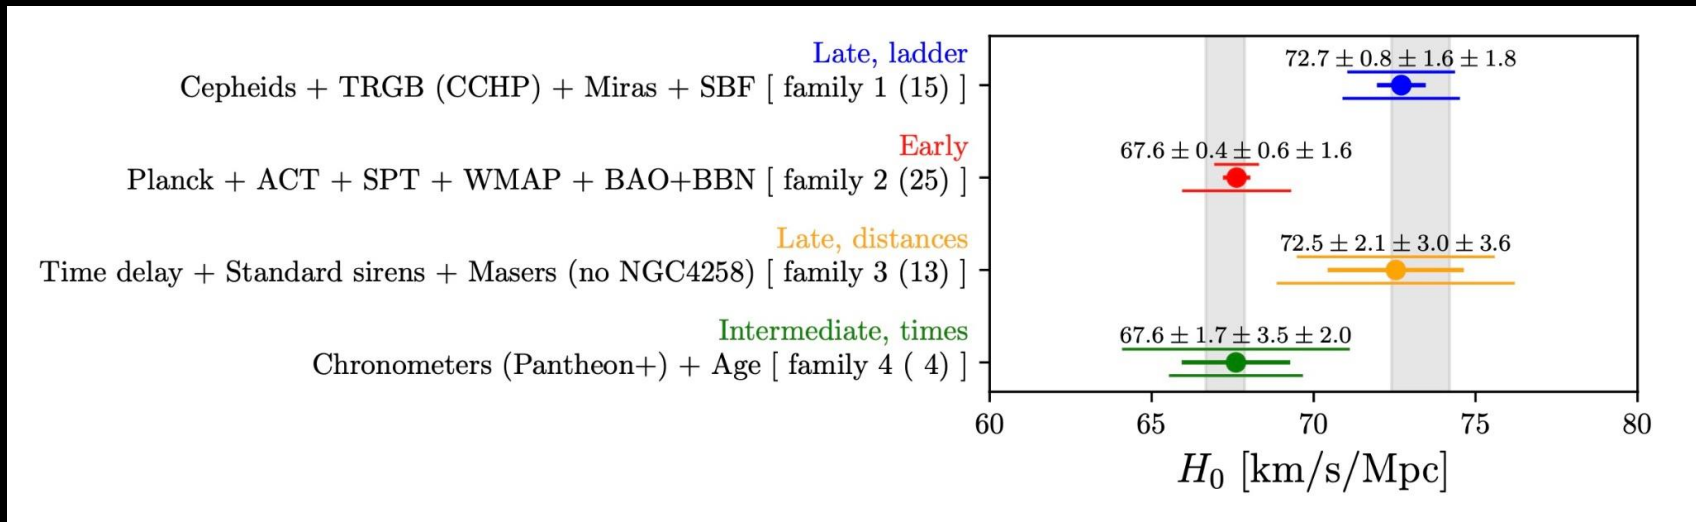 Late, ladder
Cepheids + TRGB (CCHP) + Miras + SBF [ family 1 (15) ]
72.7 ± 0.8 ± 1.6 ± 1.8
Early
Planck + ACT + SPT + WMAP + BAO+BBN [ family 2 (25) ]
67.6 ± 0.4 ± 0.6 ± 1.6
Late, distances
Time delay + Standard sirens + Masers (no NGC4258) [ family 3 (13) ]
72.5 ± 2.1 ± 3.0 ± 3.6
Intermediate, times
Chronometers (Pantheon+) + Age [ family 4 ( 4) ]
67.6 ± 1.7 ± 3.5 ± 2.0
60 65 70 75 80
H₀ [km/s/Mpc]